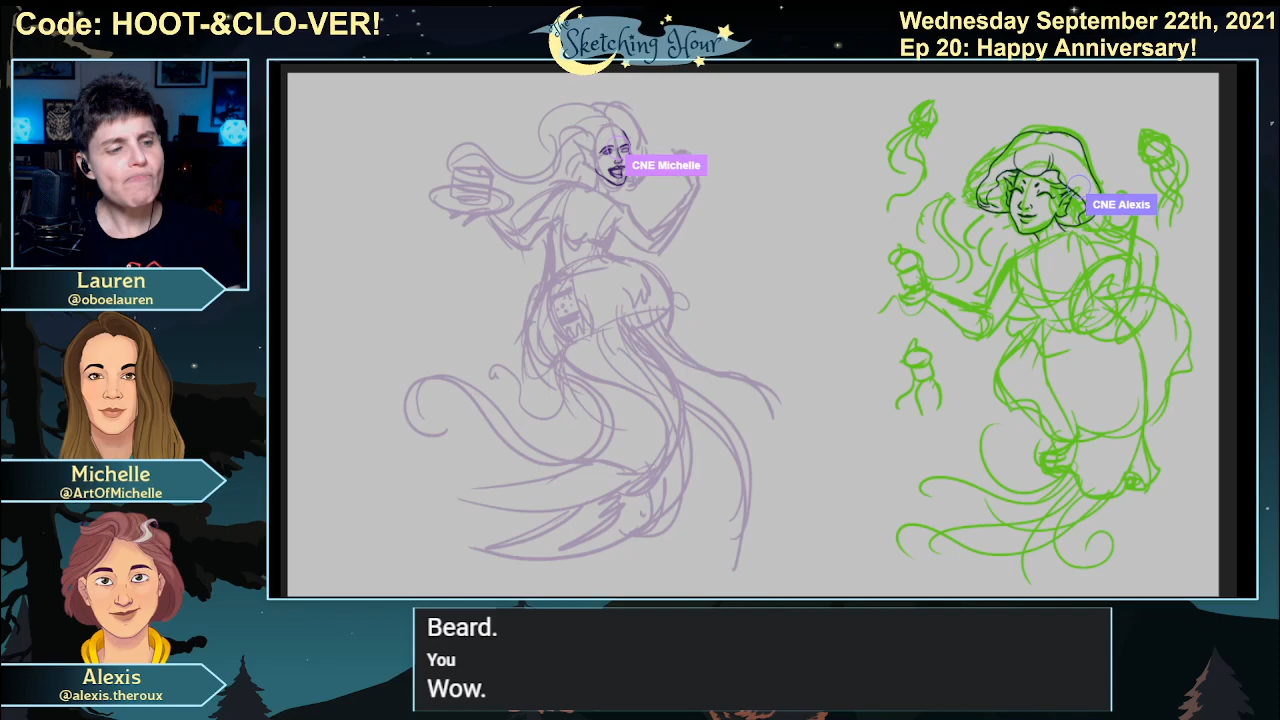 Code: HOOT-&CLO-VER!
The
Sketching Hour
Wednesday September 22th, 2021
Ep 20: Happy Anniversary!
CNE Michelle
CNE Alexis
Lauren
@oboelauren
Michelle
@ArtOfMichelle
Alexis
@alexis.theroux
Beard.
You
Wow.